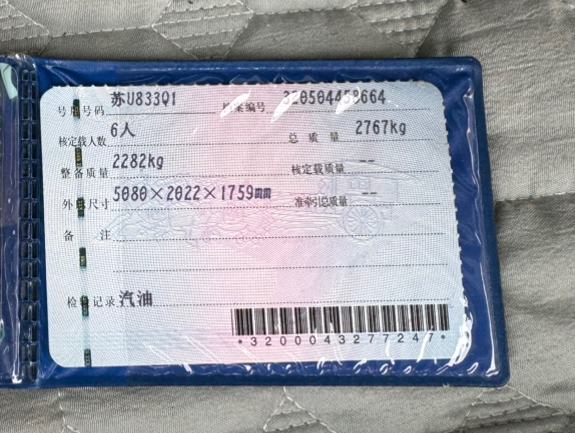 号牌号码 苏U833Q1 档案编号 320504458664
核定载人数 6人 总质量 2767kg
整备质量 2282kg 核定载质量 --
外廓尺寸 5080×2022×1759mm 准牵引总质量 --
备注
检验记录 汽油
*3200043277247*